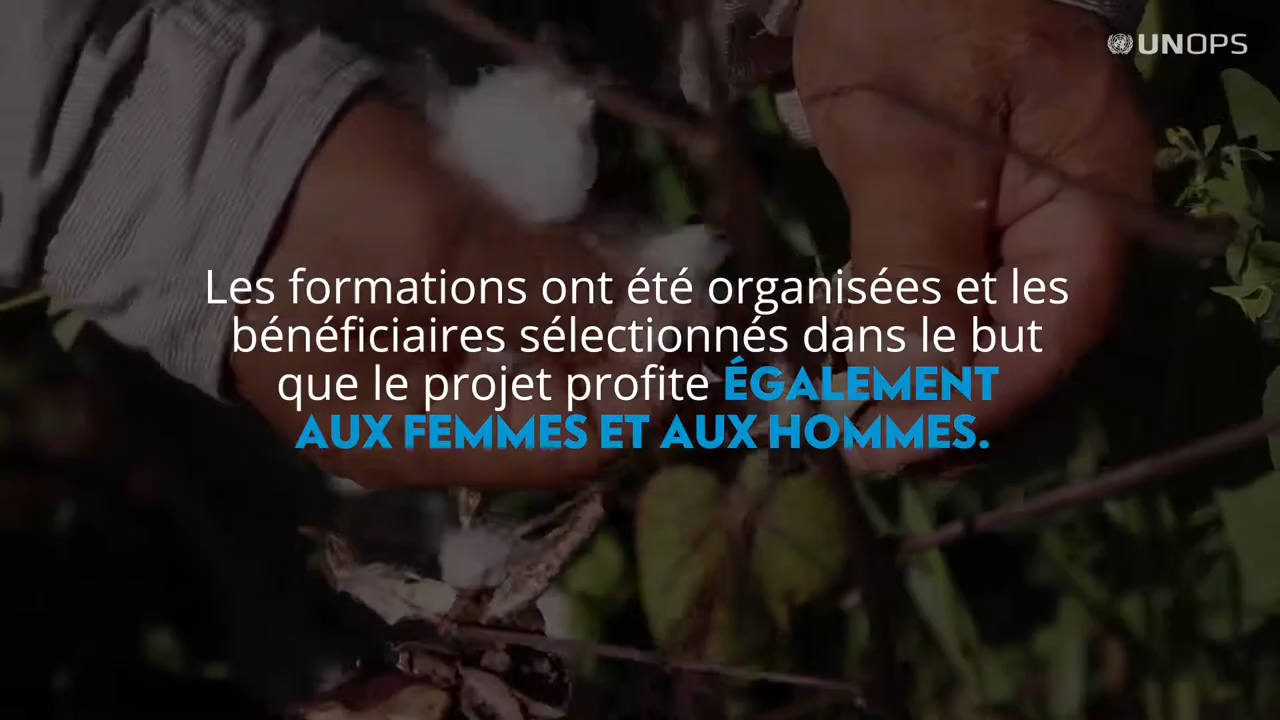 UNOPS
Les formations ont été organisées et les
bénéficiaires sélectionnés dans le but
que le projet profite ÉGALEMENT
AUX FEMMES ET AUX HOMMES.